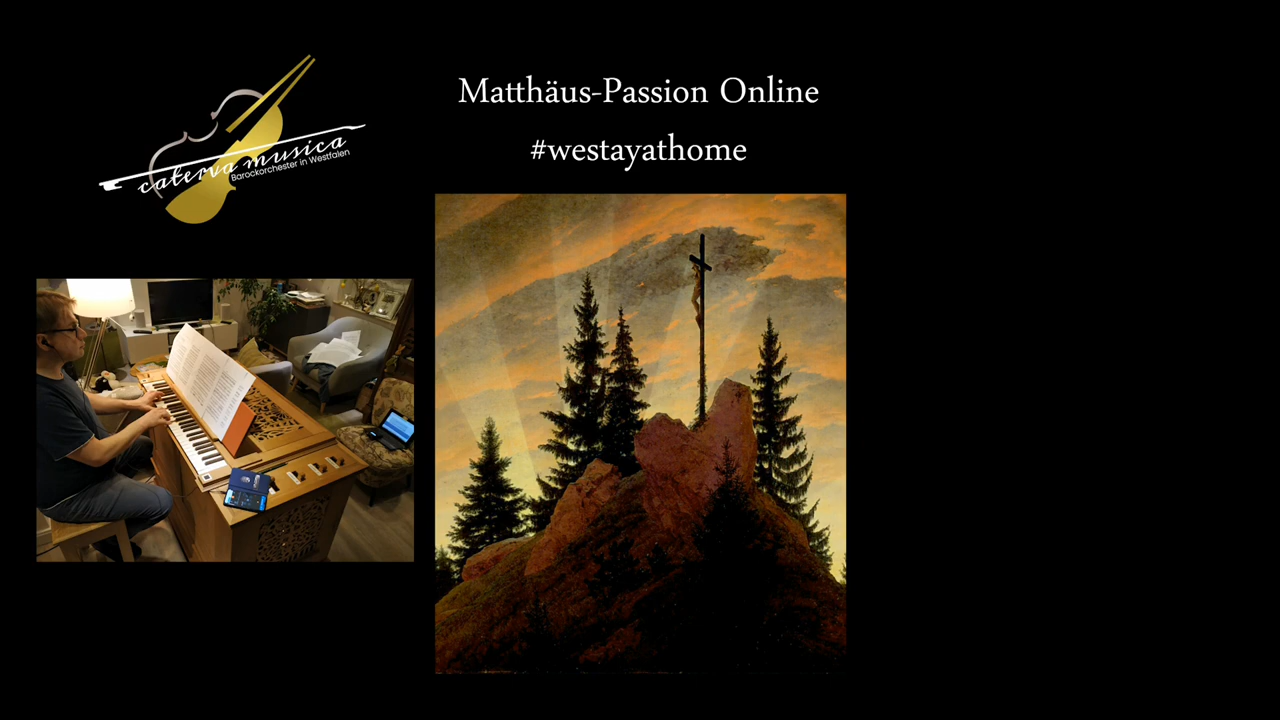 Matthäus-Passion Online
#westayathome
caterva musica
Barockorchester in Westfalen